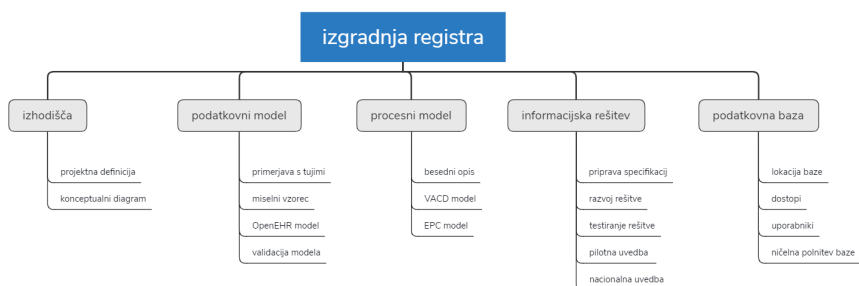 izgradnja registra
izhodišča
projektna definicija
konceptualni diagram
podatkovni model
primerjava s tujimi
miselni vzorec
OpenEHR model
validacija modela
procesni model
besedni opis
VACD model
EPC model
informacijska rešitev
priprava specifikacij
razvoj rešitve
testiranje rešitve
pilotna uvedba
nacionalna uvedba
podatkovna baza
lokacija baze
dostopi
uporabniki
ničelna polnitev baze